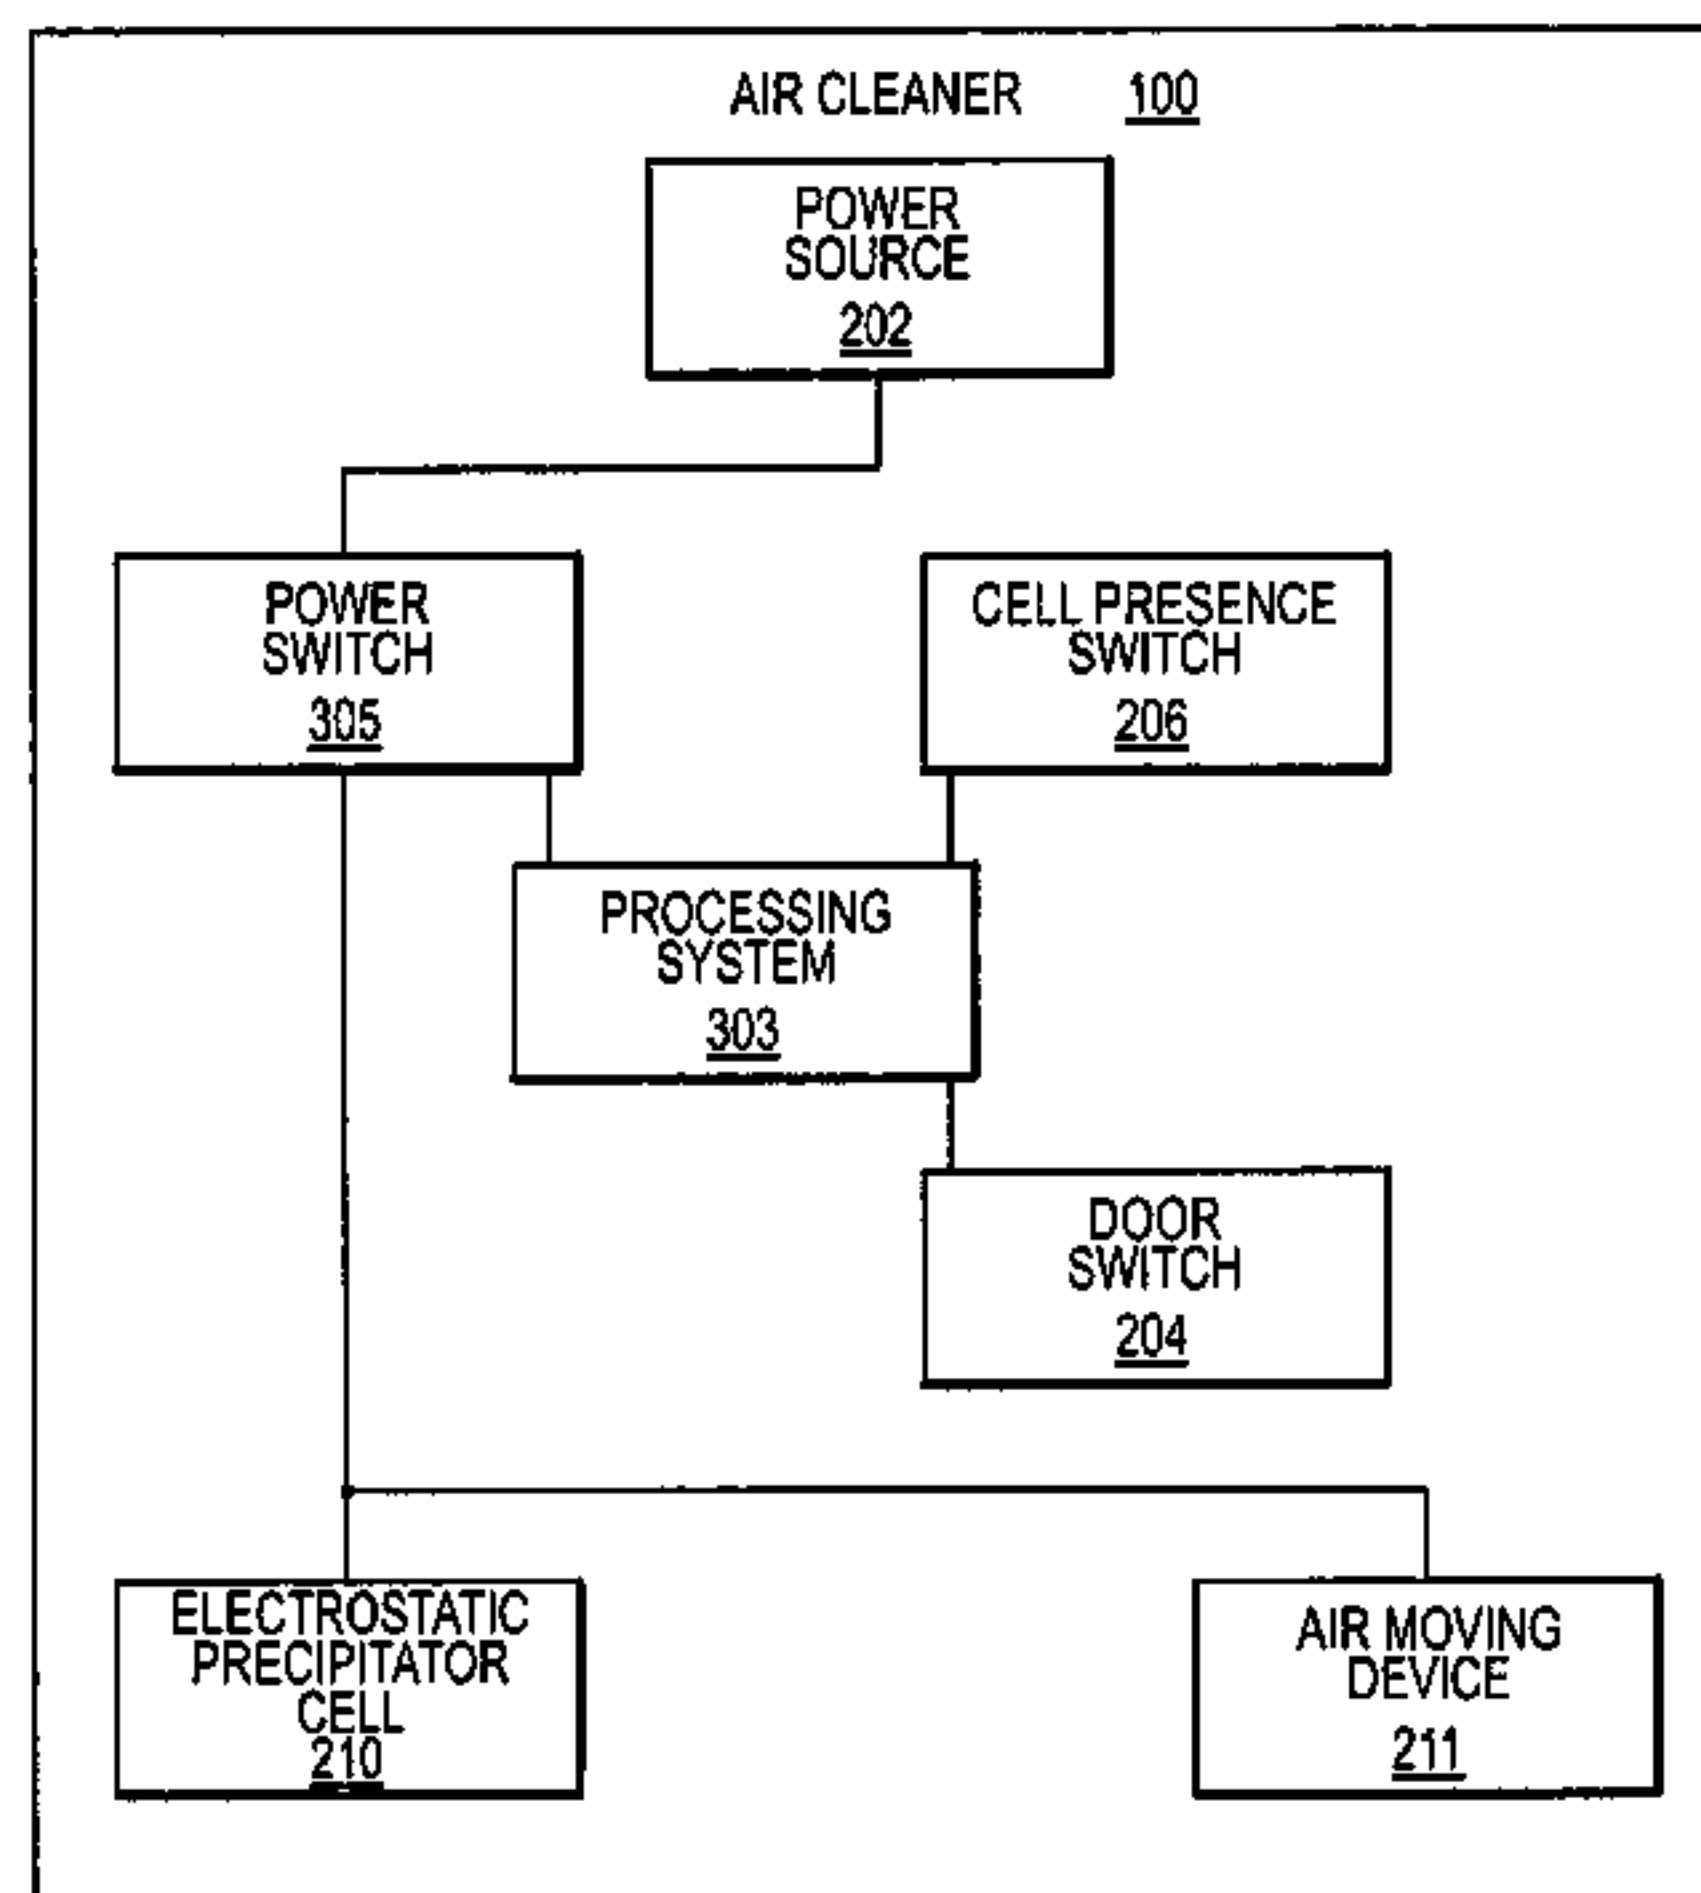 AIR CLEANER 100
POWER
SOURCE
202
POWER
SWITCH
305
CELL PRESENCE
SWITCH
206
PROCESSING
SYSTEM
303
DOOR
SWITCH
204
ELECTROSTATIC
PRECIPITATOR
CELL
210
AIR MOVING
DEVICE
211